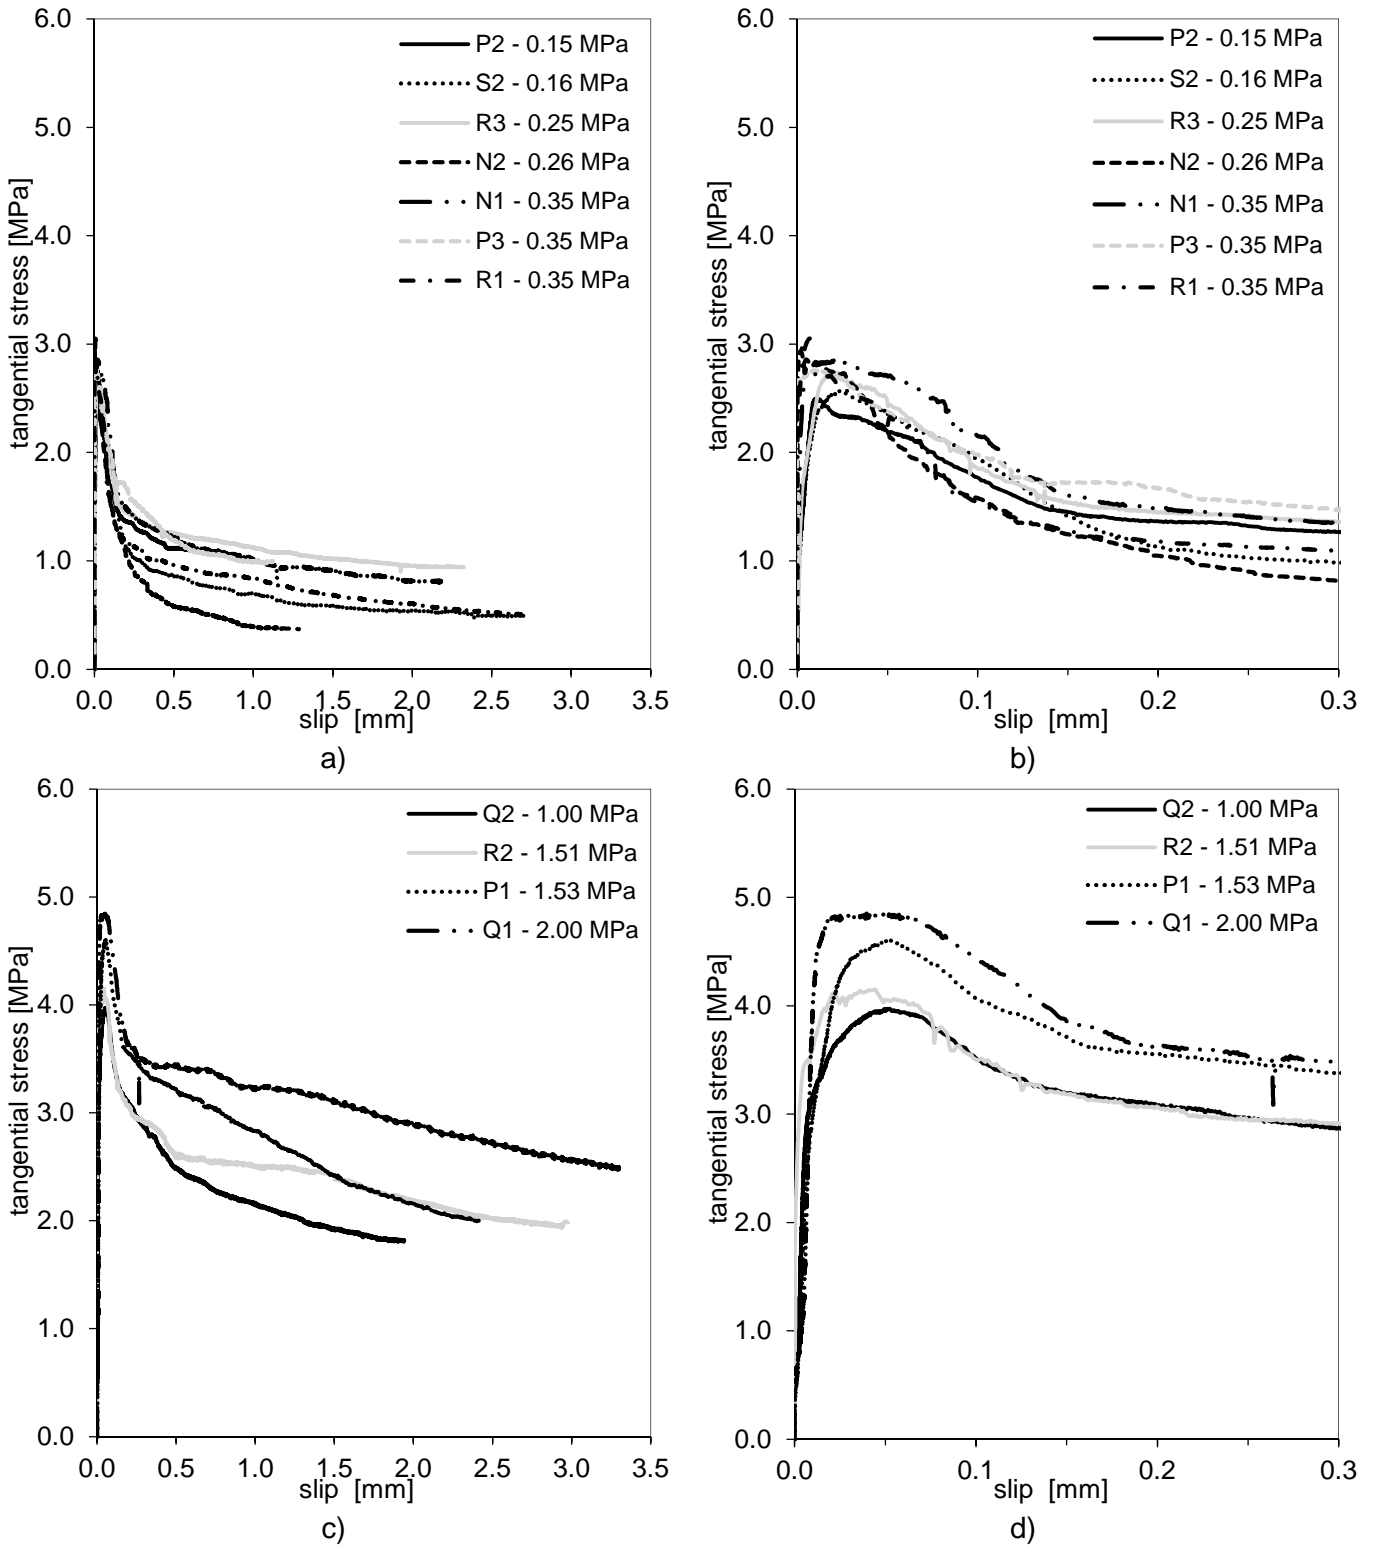 6.0
5.0
4.0
3.0
2.0
1.0
0.0
tangential stress [MPa]
P2 - 0.15 MPa
S2 - 0.16 MPa
R3 - 0.25 MPa
N2 - 0.26 MPa
N1 - 0.35 MPa
P3 - 0.35 MPa
R1 - 0.35 MPa
0.0 0.5 1.0 1.5 2.0 2.5 3.0 3.5
slip [mm]
a)
6.0
5.0
4.0
3.0
2.0
1.0
0.0
tangential stress [MPa]
P2 - 0.15 MPa
S2 - 0.16 MPa
R3 - 0.25 MPa
N2 - 0.26 MPa
N1 - 0.35 MPa
P3 - 0.35 MPa
R1 - 0.35 MPa
0.0 0.1 0.2 0.3
slip [mm]
b)
6.0
5.0
4.0
3.0
2.0
1.0
0.0
tangential stress [MPa]
Q2 - 1.00 MPa
R2 - 1.51 MPa
P1 - 1.53 MPa
Q1 - 2.00 MPa
0.0 0.5 1.0 1.5 2.0 2.5 3.0 3.5
slip [mm]
c)
6.0
5.0
4.0
3.0
2.0
1.0
0.0
tangential stress [MPa]
Q2 - 1.00 MPa
R2 - 1.51 MPa
P1 - 1.53 MPa
Q1 - 2.00 MPa
0.0 0.1 0.2 0.3
slip [mm]
d)